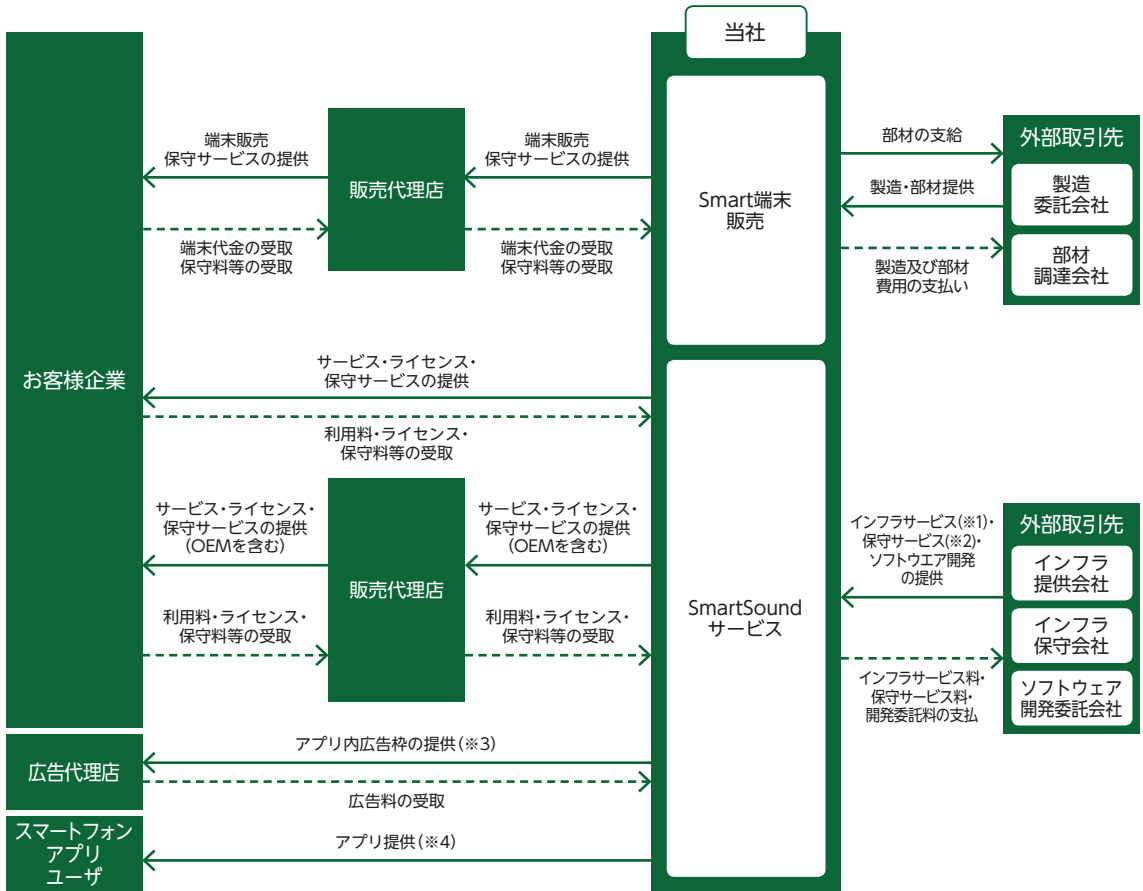 当社
端末販売
保守サービスの提供
販売代理店
端末販売
保守サービスの提供
端末代金の受取
保守料等の受取
端末代金の受取
保守料等の受取
Smart端末
販売
部材の支給
製造・部材提供
製造及び部材
費用の支払い
外部取引先
製造
委託会社
部材
調達会社
お客様企業
サービス・ライセンス・
保守サービスの提供
利用料・ライセンス・
保守料等の受取
サービス・ライセンス・
保守サービスの提供
(OEMを含む)
販売代理店
サービス・ライセンス・
保守サービスの提供
(OEMを含む)
利用料・ライセンス・
保守料等の受取
利用料・ライセンス・
保守料等の受取
SmartSound
サービス
インフラサービス(※1)・
保守サービス(※2)・
ソフトウエア開発
の提供
インフラサービス料・
保守サービス料・
開発委託料の支払
外部取引先
インフラ
提供会社
インフラ
保守会社
ソフトウェア
開発委託会社
広告代理店
アプリ内広告枠の提供(※3)
広告料の受取
スマートフォン
アプリ
ユーザ
アプリ提供(※4)